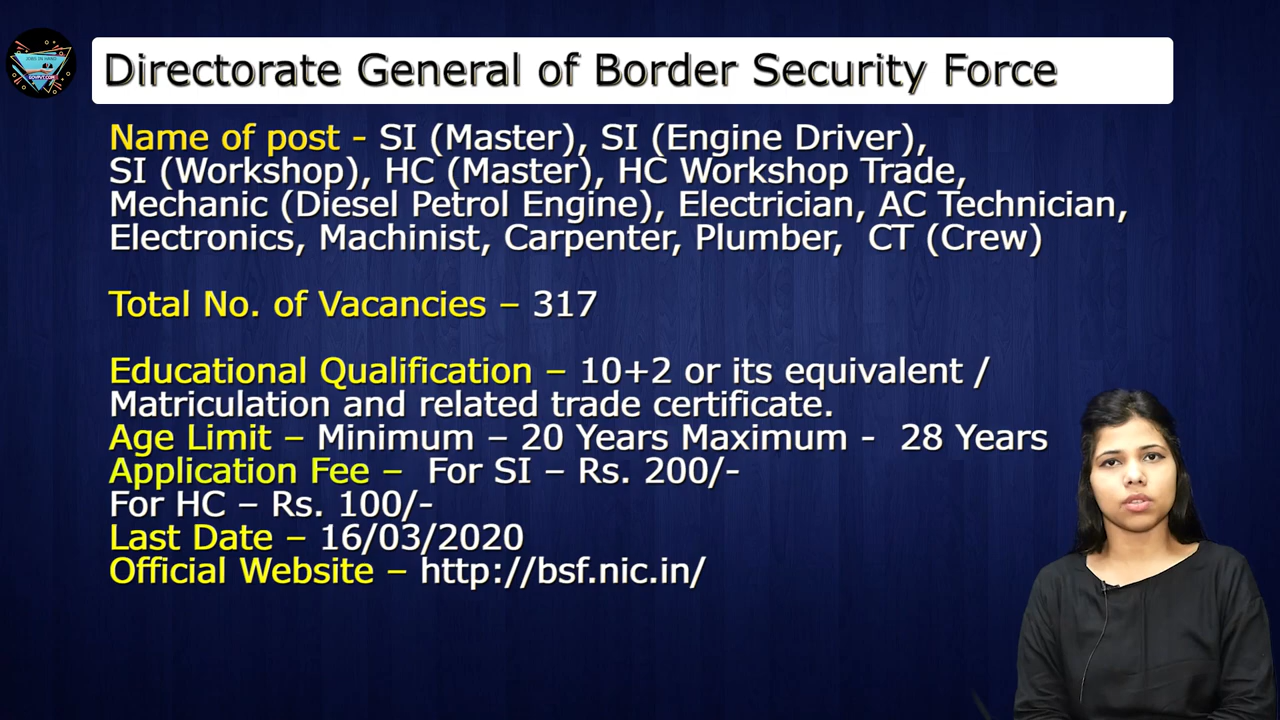 Directorate General of Border Security Force
Name of post - SI (Master), SI (Engine Driver),
SI (Workshop), HC (Master), HC Workshop Trade,
Mechanic (Diesel Petrol Engine), Electrician, AC Technician,
Electronics, Machinist, Carpenter, Plumber,  CT (Crew)
Total No. of Vacancies – 317
Educational Qualification – 10+2 or its equivalent /
Matriculation and related trade certificate.
Age Limit – Minimum – 20 Years Maximum -  28 Years
Application Fee –  For SI – Rs. 200/-
For HC – Rs. 100/-
Last Date – 16/03/2020
Official Website – http://bsf.nic.in/